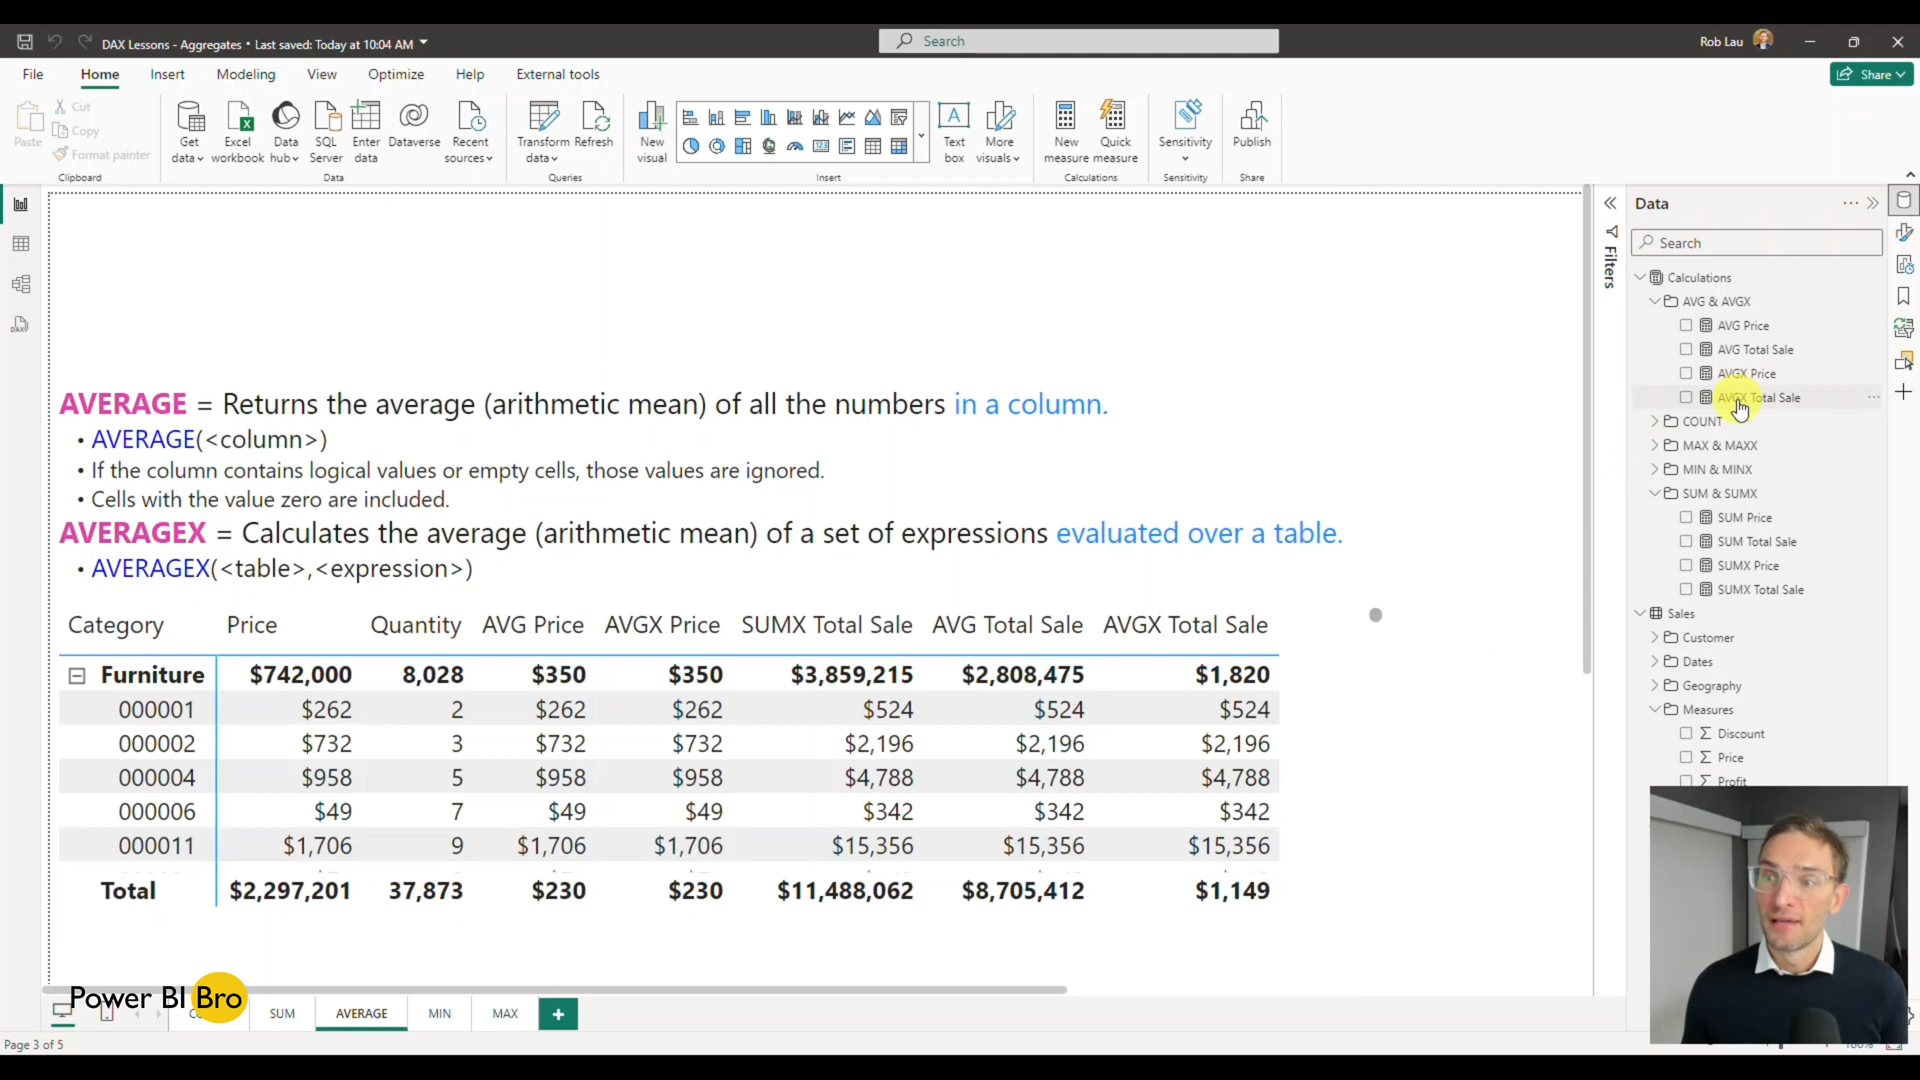 DAX Lessons - Aggregates • Last saved: Today at 10:04 AM
Search
Rob Lau
File Home Insert Modeling View Optimize Help External tools
Share
Paste
Cut
Copy
Format painter
Clipboard
Get data
Excel workbook
Data hub
SQL Server
Enter data
Dataverse
Recent sources
Data
Transform data
Refresh
Queries
New visual
Insert
A
Text box
More visuals
New measure
Quick measure
Calculations
Sensitivity
Sensitivity
Publish
Share
AVERAGE = Returns the average (arithmetic mean) of all the numbers in a column.
• AVERAGE(<column>)
• If the column contains logical values or empty cells, those values are ignored.
• Cells with the value zero are included.
AVERAGEX = Calculates the average (arithmetic mean) of a set of expressions evaluated over a table.
• AVERAGEX(<table>,<expression>)
Category Price Quantity AVG Price AVGX Price SUMX Total Sale AVG Total Sale AVGX Total Sale
Furniture $742,000 8,028 $350 $350 $3,859,215 $2,808,475 $1,820
000001 $262 2 $262 $262 $524 $524 $524
000002 $732 3 $732 $732 $2,196 $2,196 $2,196
000004 $958 5 $958 $958 $4,788 $4,788 $4,788
000006 $49 7 $49 $49 $342 $342 $342
000011 $1,706 9 $1,706 $1,706 $15,356 $15,356 $15,356
Total $2,297,201 37,873 $230 $230 $11,488,062 $8,705,412 $1,149
Filters
Data
Search
Calculations
AVG & AVGX
AVG Price
AVG Total Sale
AVGX Price
AVGX Total Sale
COUNT
MAX & MAXX
MIN & MINX
SUM & SUMX
SUM Price
SUM Total Sale
SUMX Price
SUMX Total Sale
Sales
Customer
Dates
Geography
Measures
Discount
Price
Profit
Power BI Bro
SUM AVERAGE MIN MAX
Page 3 of 5